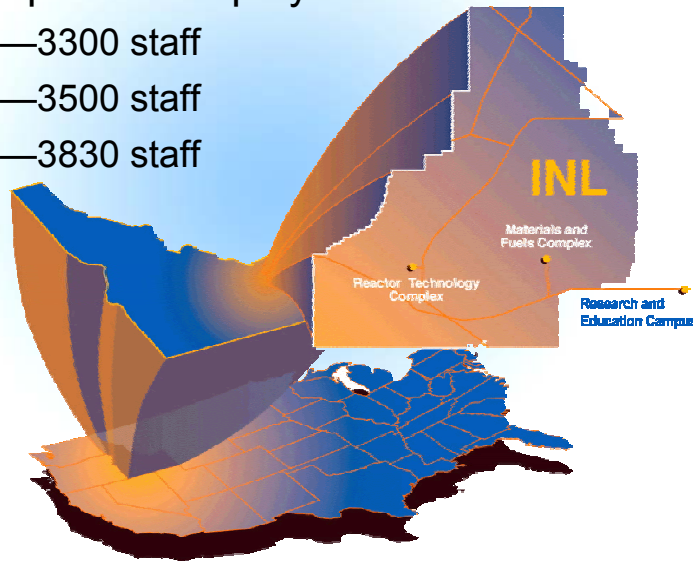 —3300 staff
—3500 staff
—3830 staff
INL
Materials and
Fuels Complex
Reactor Technology
Complex
Research and
Education Campus